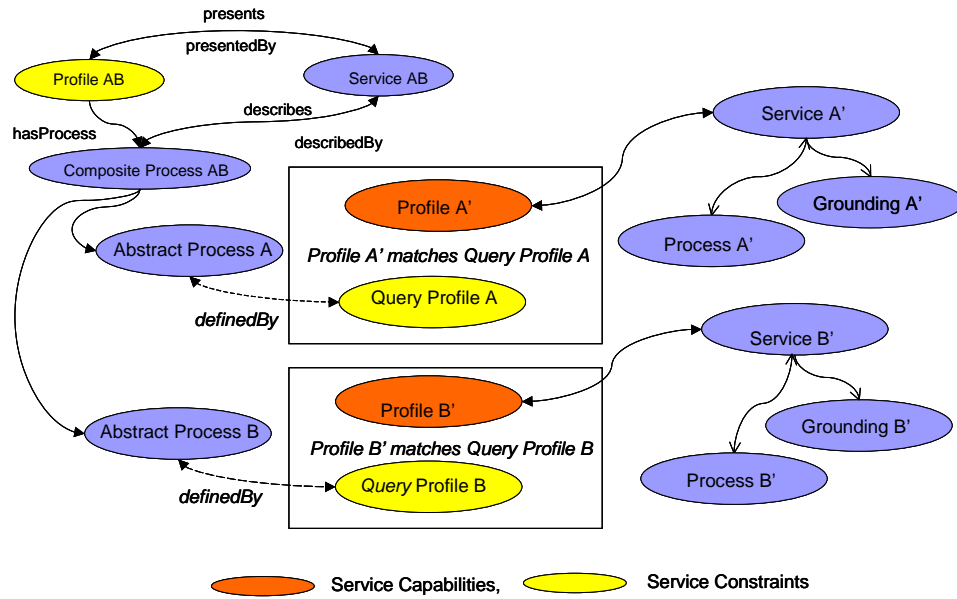 presents
presentedBy
Profile AB
Service AB
describes
hasProcess
describedBy
Composite Process AB
Service A’
Profile A’
Grounding A’
Abstract Process A
Process A’
Profile A’ matches Query Profile A
Query Profile A
definedBy
Service B’
Profile B’
Grounding B’
Abstract Process B
Profile B’ matches Query Profile B
Process B’
Query Profile B
definedBy
Service Capabilities,
Service Constraints